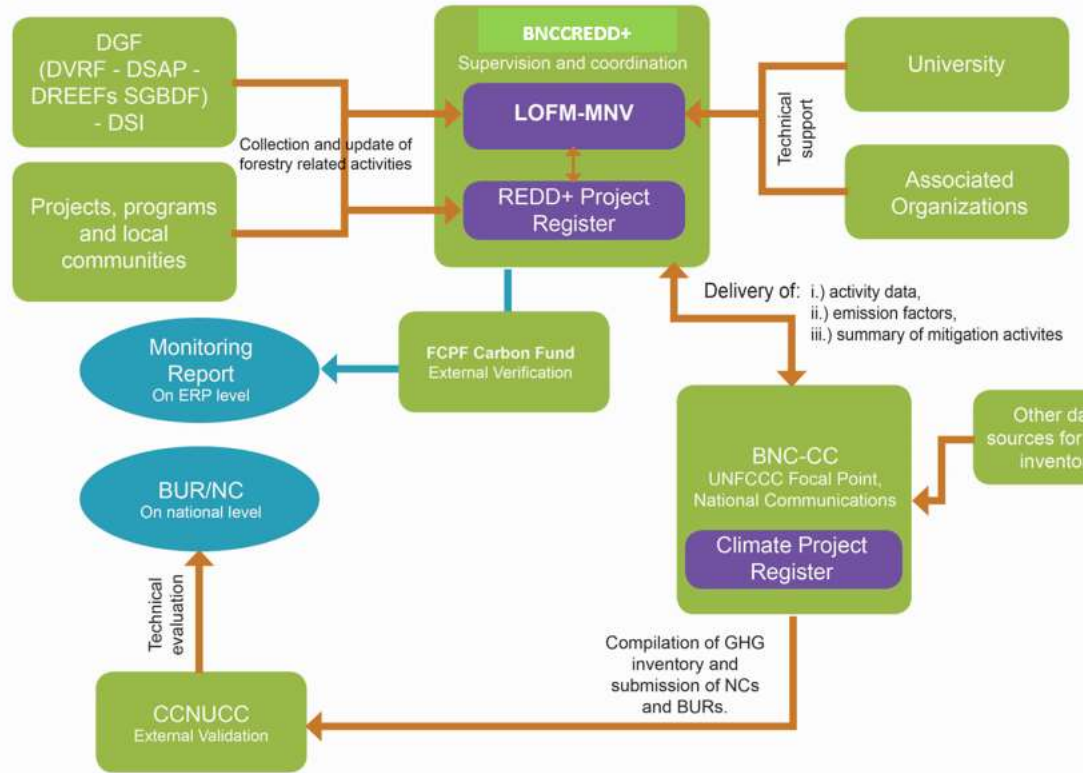 DGF
(DVRF - DSAP -
DREEFs SGBDF)
- DSI
Projects, programs
and local
communities
Collection and update of
forestry related activities
BNCCREDD+
Supervision and coordination
LOFM-MNV
REDD+ Project
Register
Technical
support
University
Associated
Organizations
Delivery of:
i.) activity data,
ii.) emission factors,
iii.) summary of mitigation activites
FCPF Carbon Fund
External Verification
Monitoring
Report
On ERP level
BUR/NC
On national level
BNC-CC
UNFCCC Focal Point,
National Communications
Climate Project
Register
Other
sources for
Technical
evaluation
Compilation of GHG
inventory and
submission of NCs
and BURs.
CCNUCC
External Validation